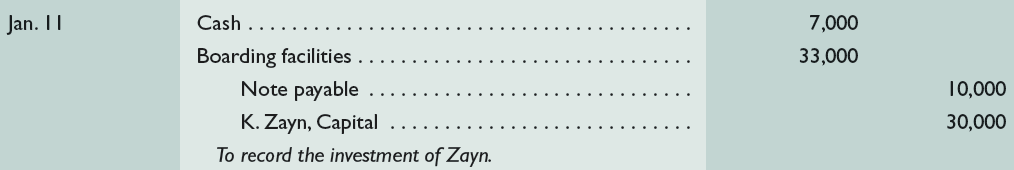 Jan. 11 Cash . . . . . . . . . . . . . . . . . . . . . . . . . . . . . . . . . . . . . . . . . 7,000
Boarding facilities . . . . . . . . . . . . . . . . . . . . . . . . . . . . . . . 33,000
Note payable . . . . . . . . . . . . . . . . . . . . . . . . . . . . . . 10,000
K. Zayn, Capital . . . . . . . . . . . . . . . . . . . . . . . . . . . . 30,000
To record the investment of Zayn.